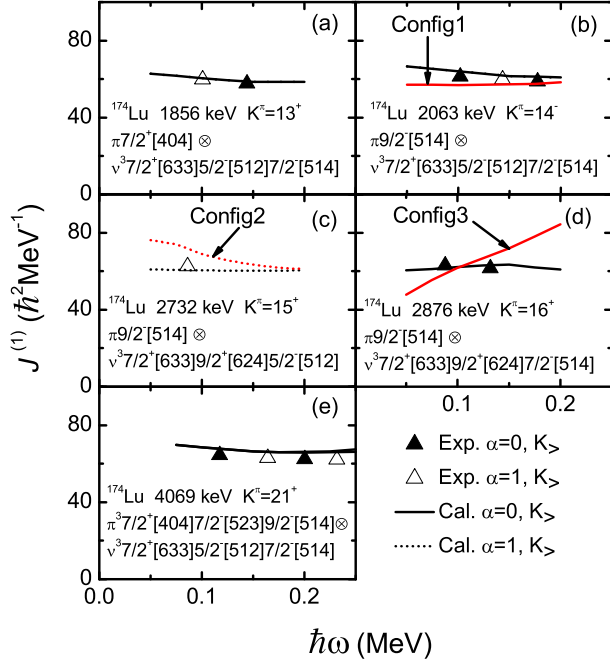 (a)
80
60
40
20
0
¹⁷⁴Lu 1856 keV K^π=13⁺
π7/2⁺[404] ⊗
ν³7/2⁺[633]5/2⁻[512]7/2⁻[514]
Config1
(b)
¹⁷⁴Lu 2063 keV K^π=14⁻
π9/2⁻[514] ⊗
ν³7/2⁺[633]5/2⁻[512]7/2⁻[514]
J⁽¹⁾ (ℏ²MeV⁻¹)
(c)
80
60
40
20
0
Config2
¹⁷⁴Lu 2732 keV K^π=15⁺
π9/2⁻[514] ⊗
ν³7/2⁺[633]9/2⁺[624]5/2⁻[512]
Config3
(d)
¹⁷⁴Lu 2876 keV K^π=16⁺
π9/2⁻[514] ⊗
ν³7/2⁺[633]9/2⁺[624]7/2⁻[514]
0.1 0.2
(e)
80
60
40
20
0
¹⁷⁴Lu 4069 keV K^π=21⁺
π³7/2⁺[404]7/2⁻[523]9/2⁻[514]⊗
ν³7/2⁺[633]5/2⁻[512]7/2⁻[514]
0.0 0.1 0.2
Exp. α=0, K>
Exp. α=1, K>
Cal. α=0, K>
Cal. α=1, K>
ℏω (MeV)